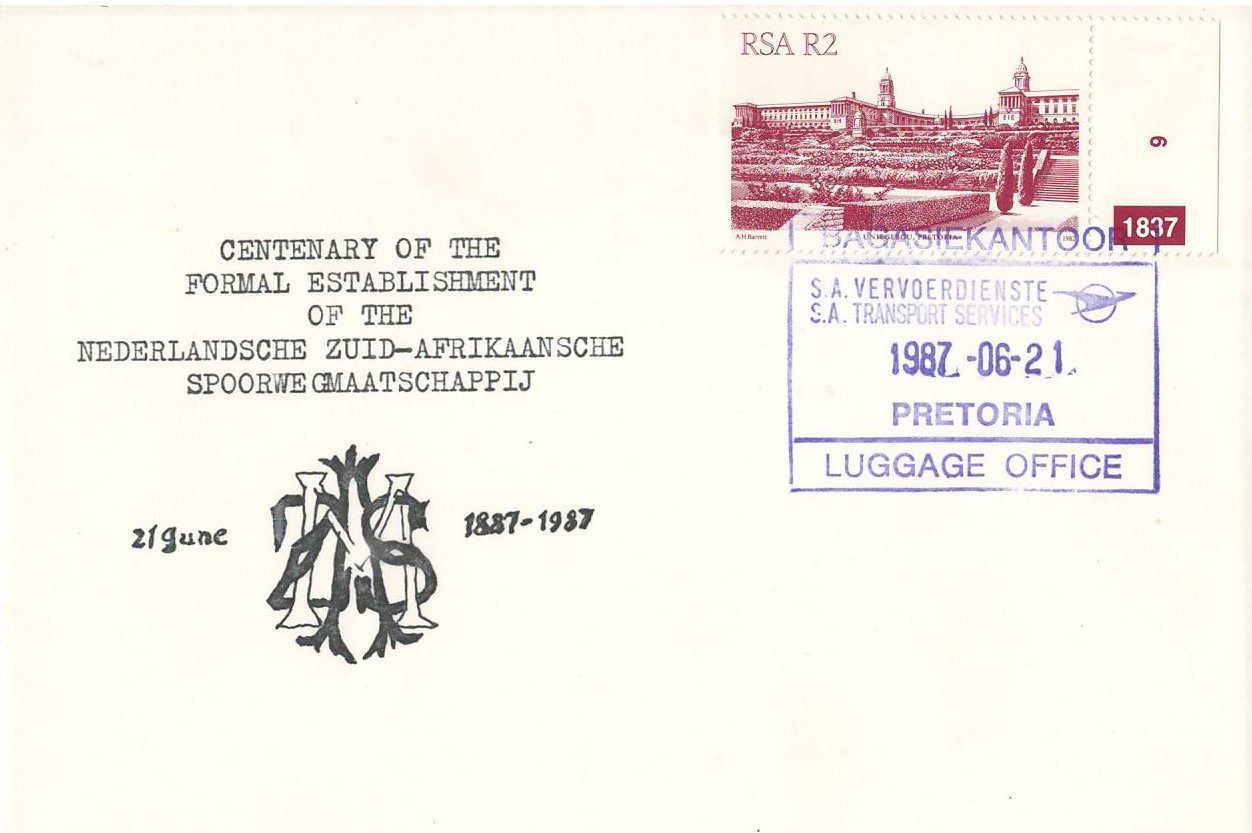 RSA R2
6
1837
A H Barrett UNIEGEBOU, PRETORIA 1982
BAGASIEKANTOOR
S.A. VERVOERDIENSTE
S.A. TRANSPORT SERVICES
1987-06-21
PRETORIA
LUGGAGE OFFICE
CENTENARY OF THE
FORMAL ESTABLISHMENT
OF THE
NEDERLANDSCHE ZUID-AFRIKAANSCHE
SPOORWEGMAATSCHAPPIJ
21 June 1887-1987